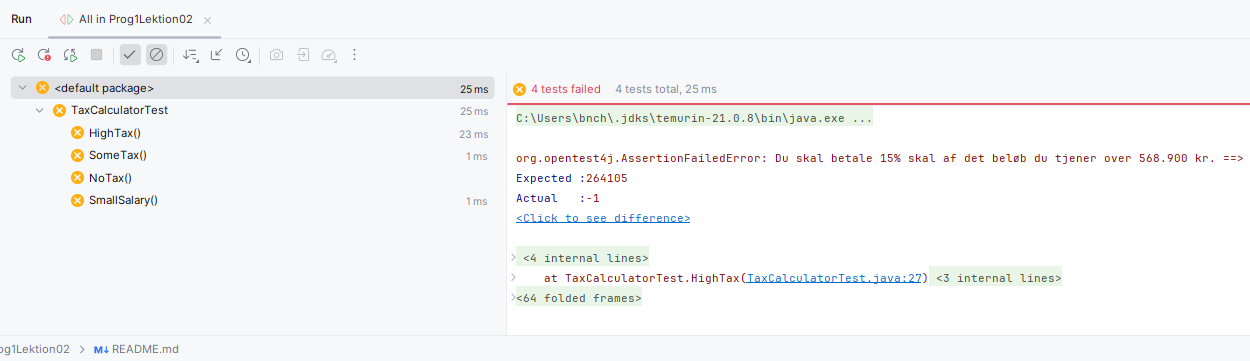 Run All in Prog1Lektion02
<default package> 25 ms
TaxCalculatorTest 25 ms
HighTax() 23 ms
SomeTax() 1 ms
NoTax()
SmallSalary() 1 ms
4 tests failed 4 tests total, 25 ms
C:\Users\bnch\.jdks\temurin-21.0.8\bin\java.exe ...
org.opentest4j.AssertionFailedError: Du skal betale 15% skal af det beløb du tjener over 568.900 kr. ==>
Expected :264105
Actual   :-1
<Click to see difference>
<4 internal lines>
at TaxCalculatorTest.HighTax(TaxCalculatorTest.java:27) <3 internal lines>
<64 folded frames>
og1Lektion02 > M↓ README.md